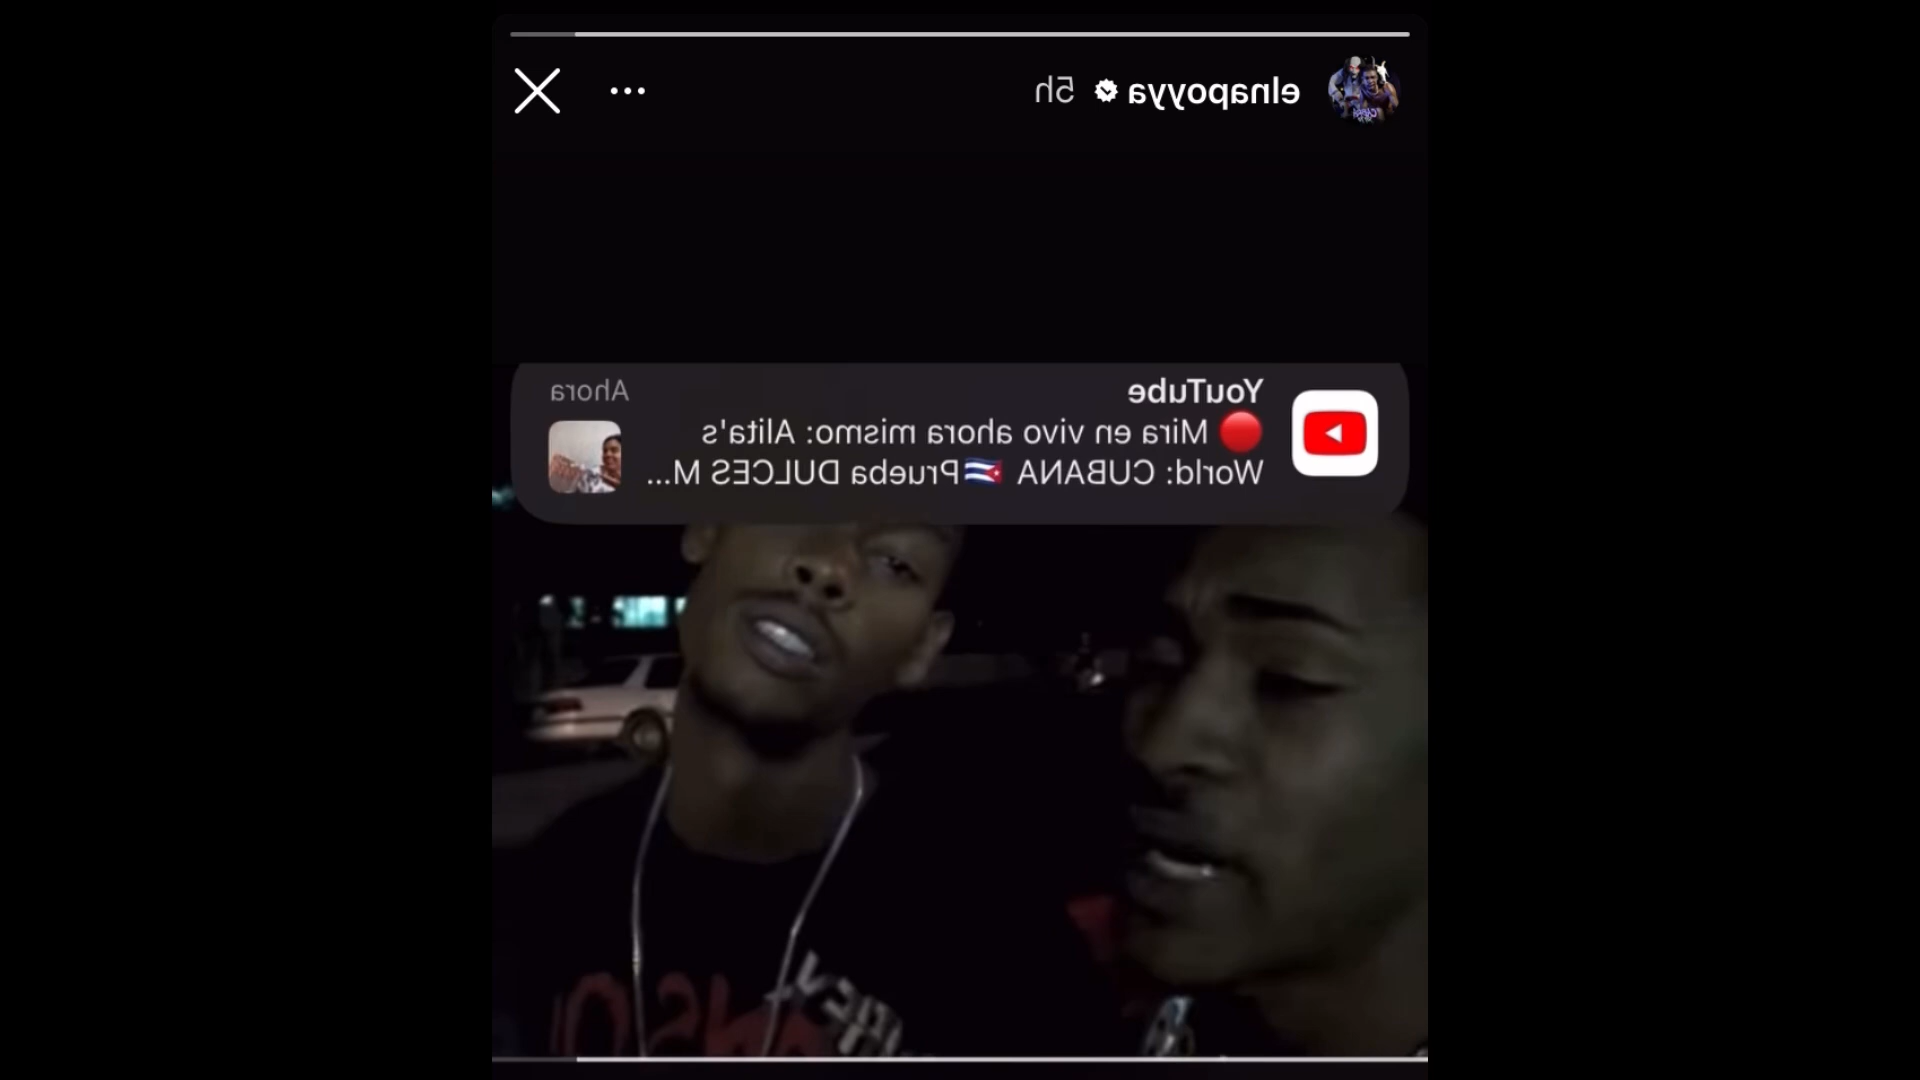 elnapoyya 5h
YouTube
Ahora
🔴 Mira en vivo ahora mismo: Alita's
World: CUBANA 🇨🇺Prueba DULCES M...